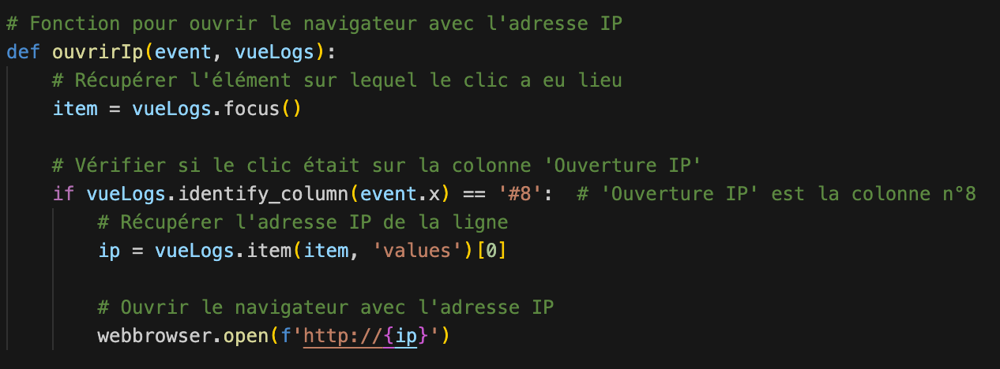 # Fonction pour ouvrir le navigateur avec l'adresse IP
def ouvrirIp(event, vueLogs):
    # Récupérer l'élément sur lequel le clic a eu lieu
    item = vueLogs.focus()

    # Vérifier si le clic était sur la colonne 'Ouverture IP'
    if vueLogs.identify_column(event.x) == '#8':  # 'Ouverture IP' est la colonne n°8
        # Récupérer l'adresse IP de la ligne
        ip = vueLogs.item(item, 'values')[0]

        # Ouvrir le navigateur avec l'adresse IP
        webbrowser.open(f'http://{ip}')